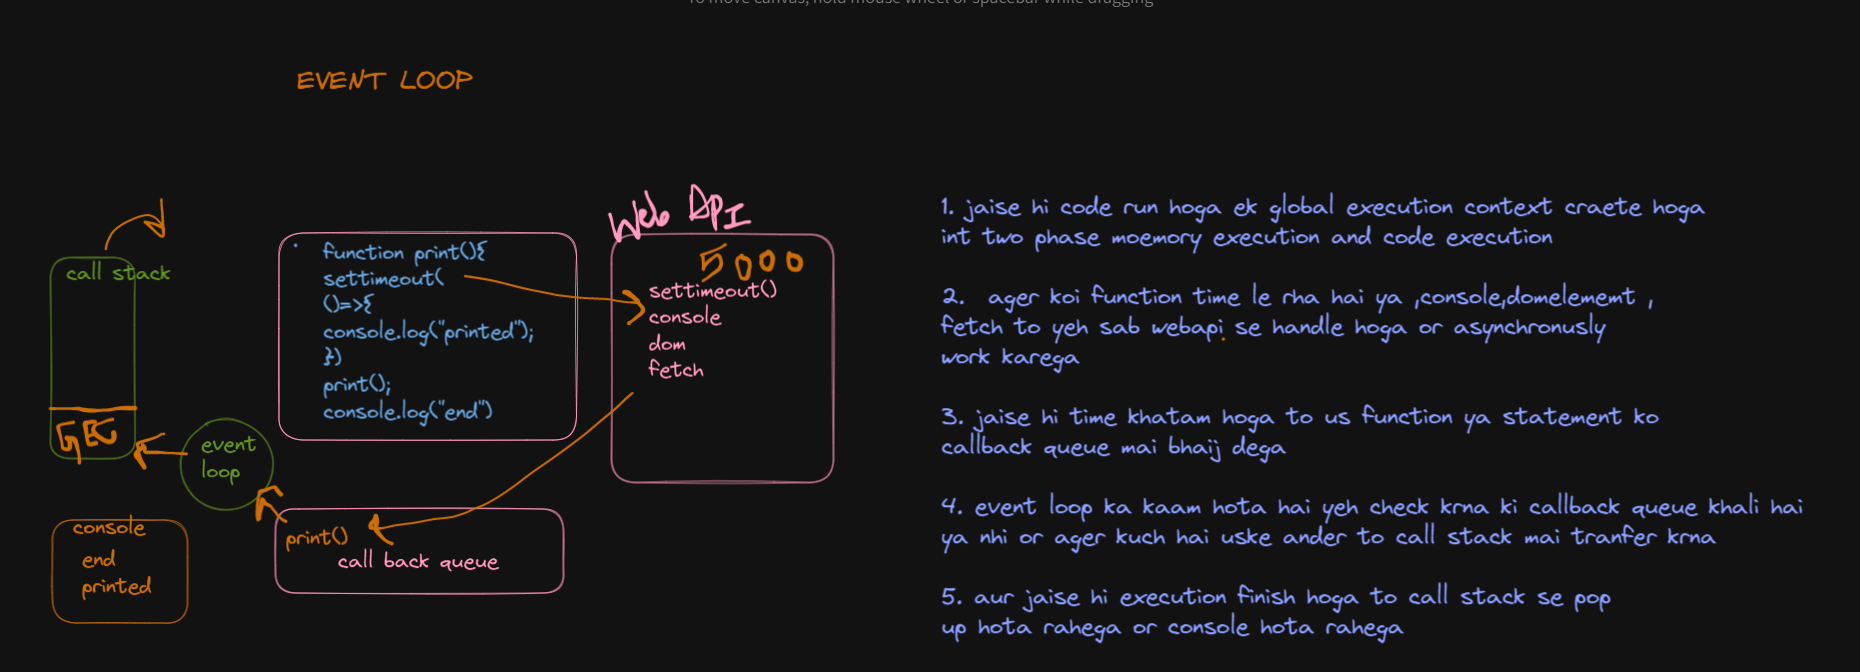 To move canvas, hold mouse wheel or spacebar while dragging
EVENT LOOP
Web ApI
call stack
GEC
event
loop
console
end
printed
function print(){
settimeout(
()=>{
console.log("printed");
})
print();
console.log("end")
5000
settimeout()
console
dom
fetch
print()
call back queue
1. jaise hi code run hoga ek global execution context craete hoga
int two phase moemory execution and code execution
2. ager koi function time le rha hai ya ,console,domelememt ,
fetch to yeh sab webapi se handle hoga or asynchronusly
work karega
3. jaise hi time khatam hoga to us function ya statement ko
callback queue mai bhaij dega
4. event loop ka kaam hota hai yeh check krna ki callback queue khali hai
ya nhi or ager kuch hai uske ander to call stack mai tranfer krna
5. aur jaise hi execution finish hoga to call stack se pop
up hota rahega or console hota rahega